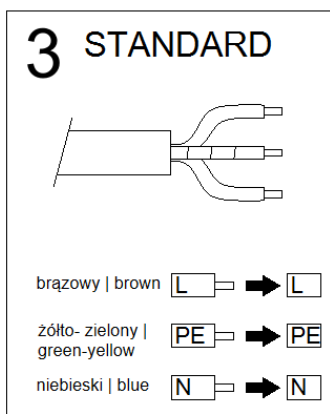 3 STANDARD
brązowy | brown L L
żółto- zielony |
green-yellow PE PE
niebieski | blue N N